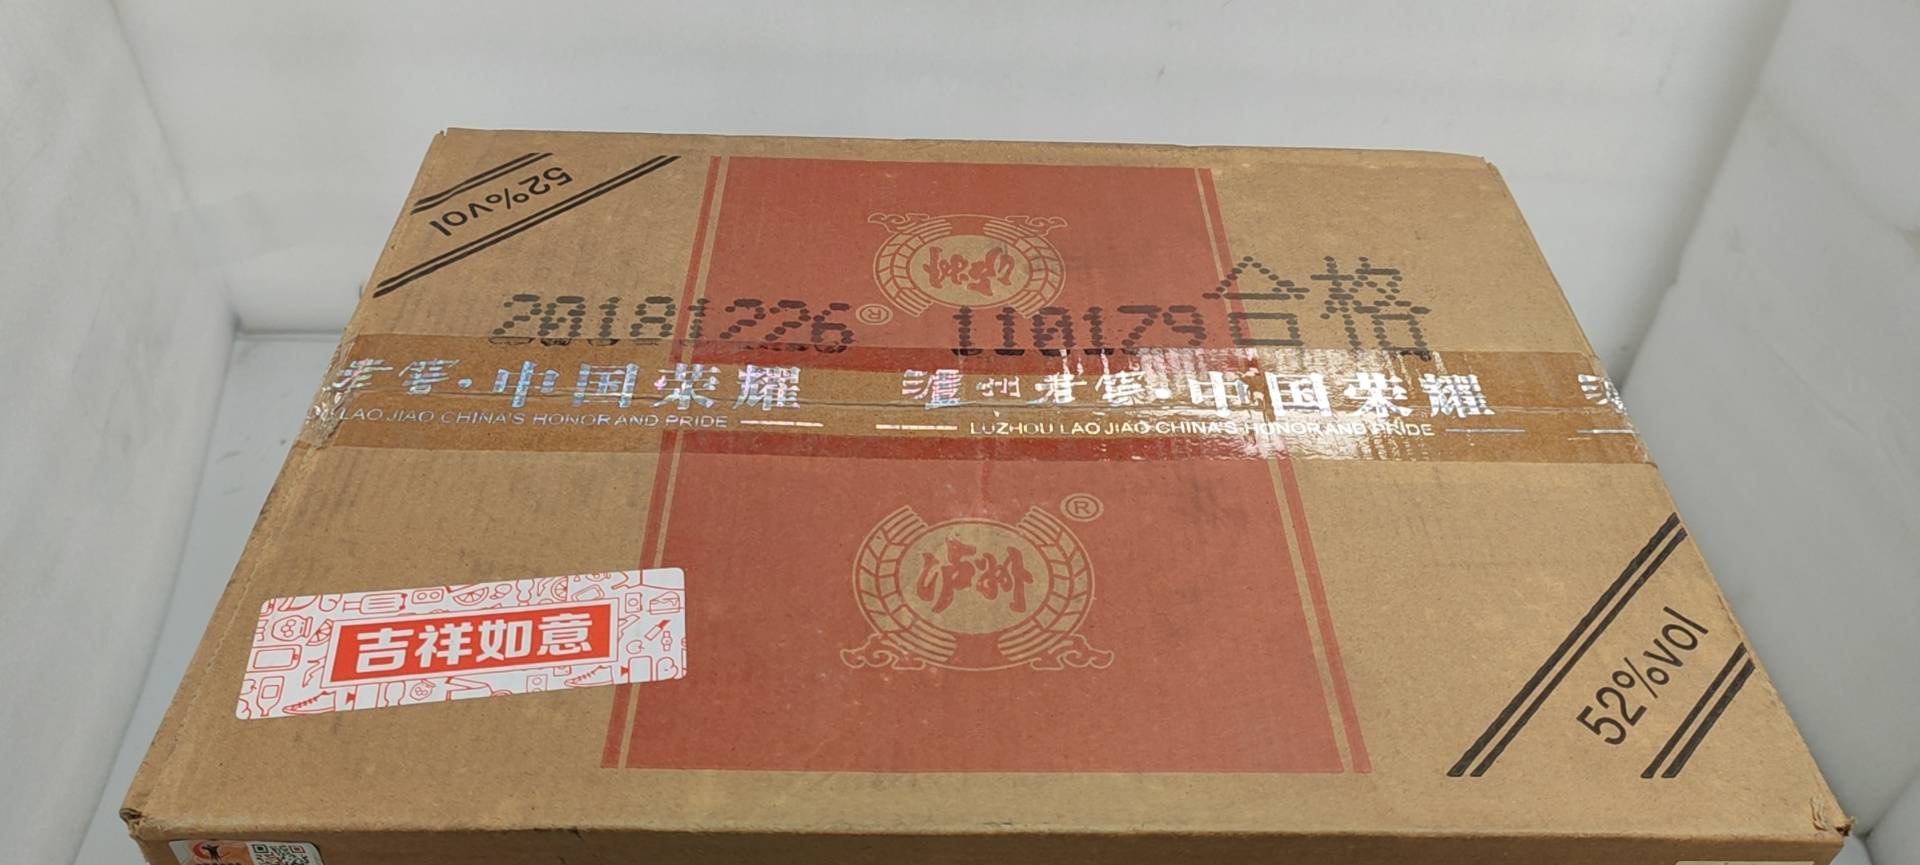 52%vol
20181226 110179 合格
老窖·中国荣耀 泸州老窖·中国荣耀
LAO JIAO CHINA'S HONOR AND PRIDE LUZHOU LAO JIAO CHINA'S HONOR AND PRIDE
®
泸州
®
吉祥如意
52%vol